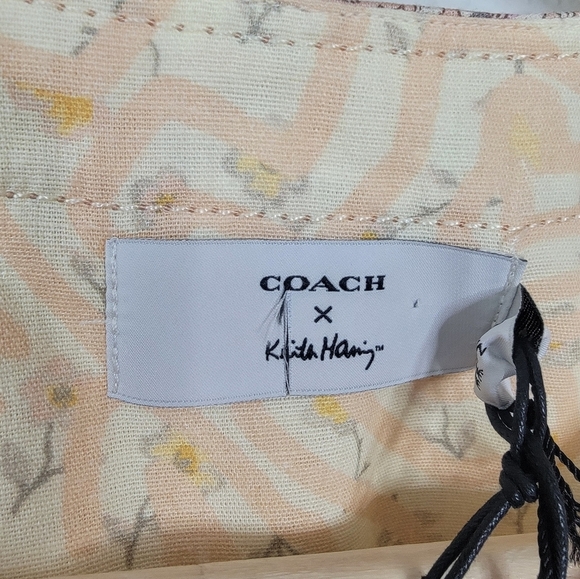 COACH
×
Keith Haring™